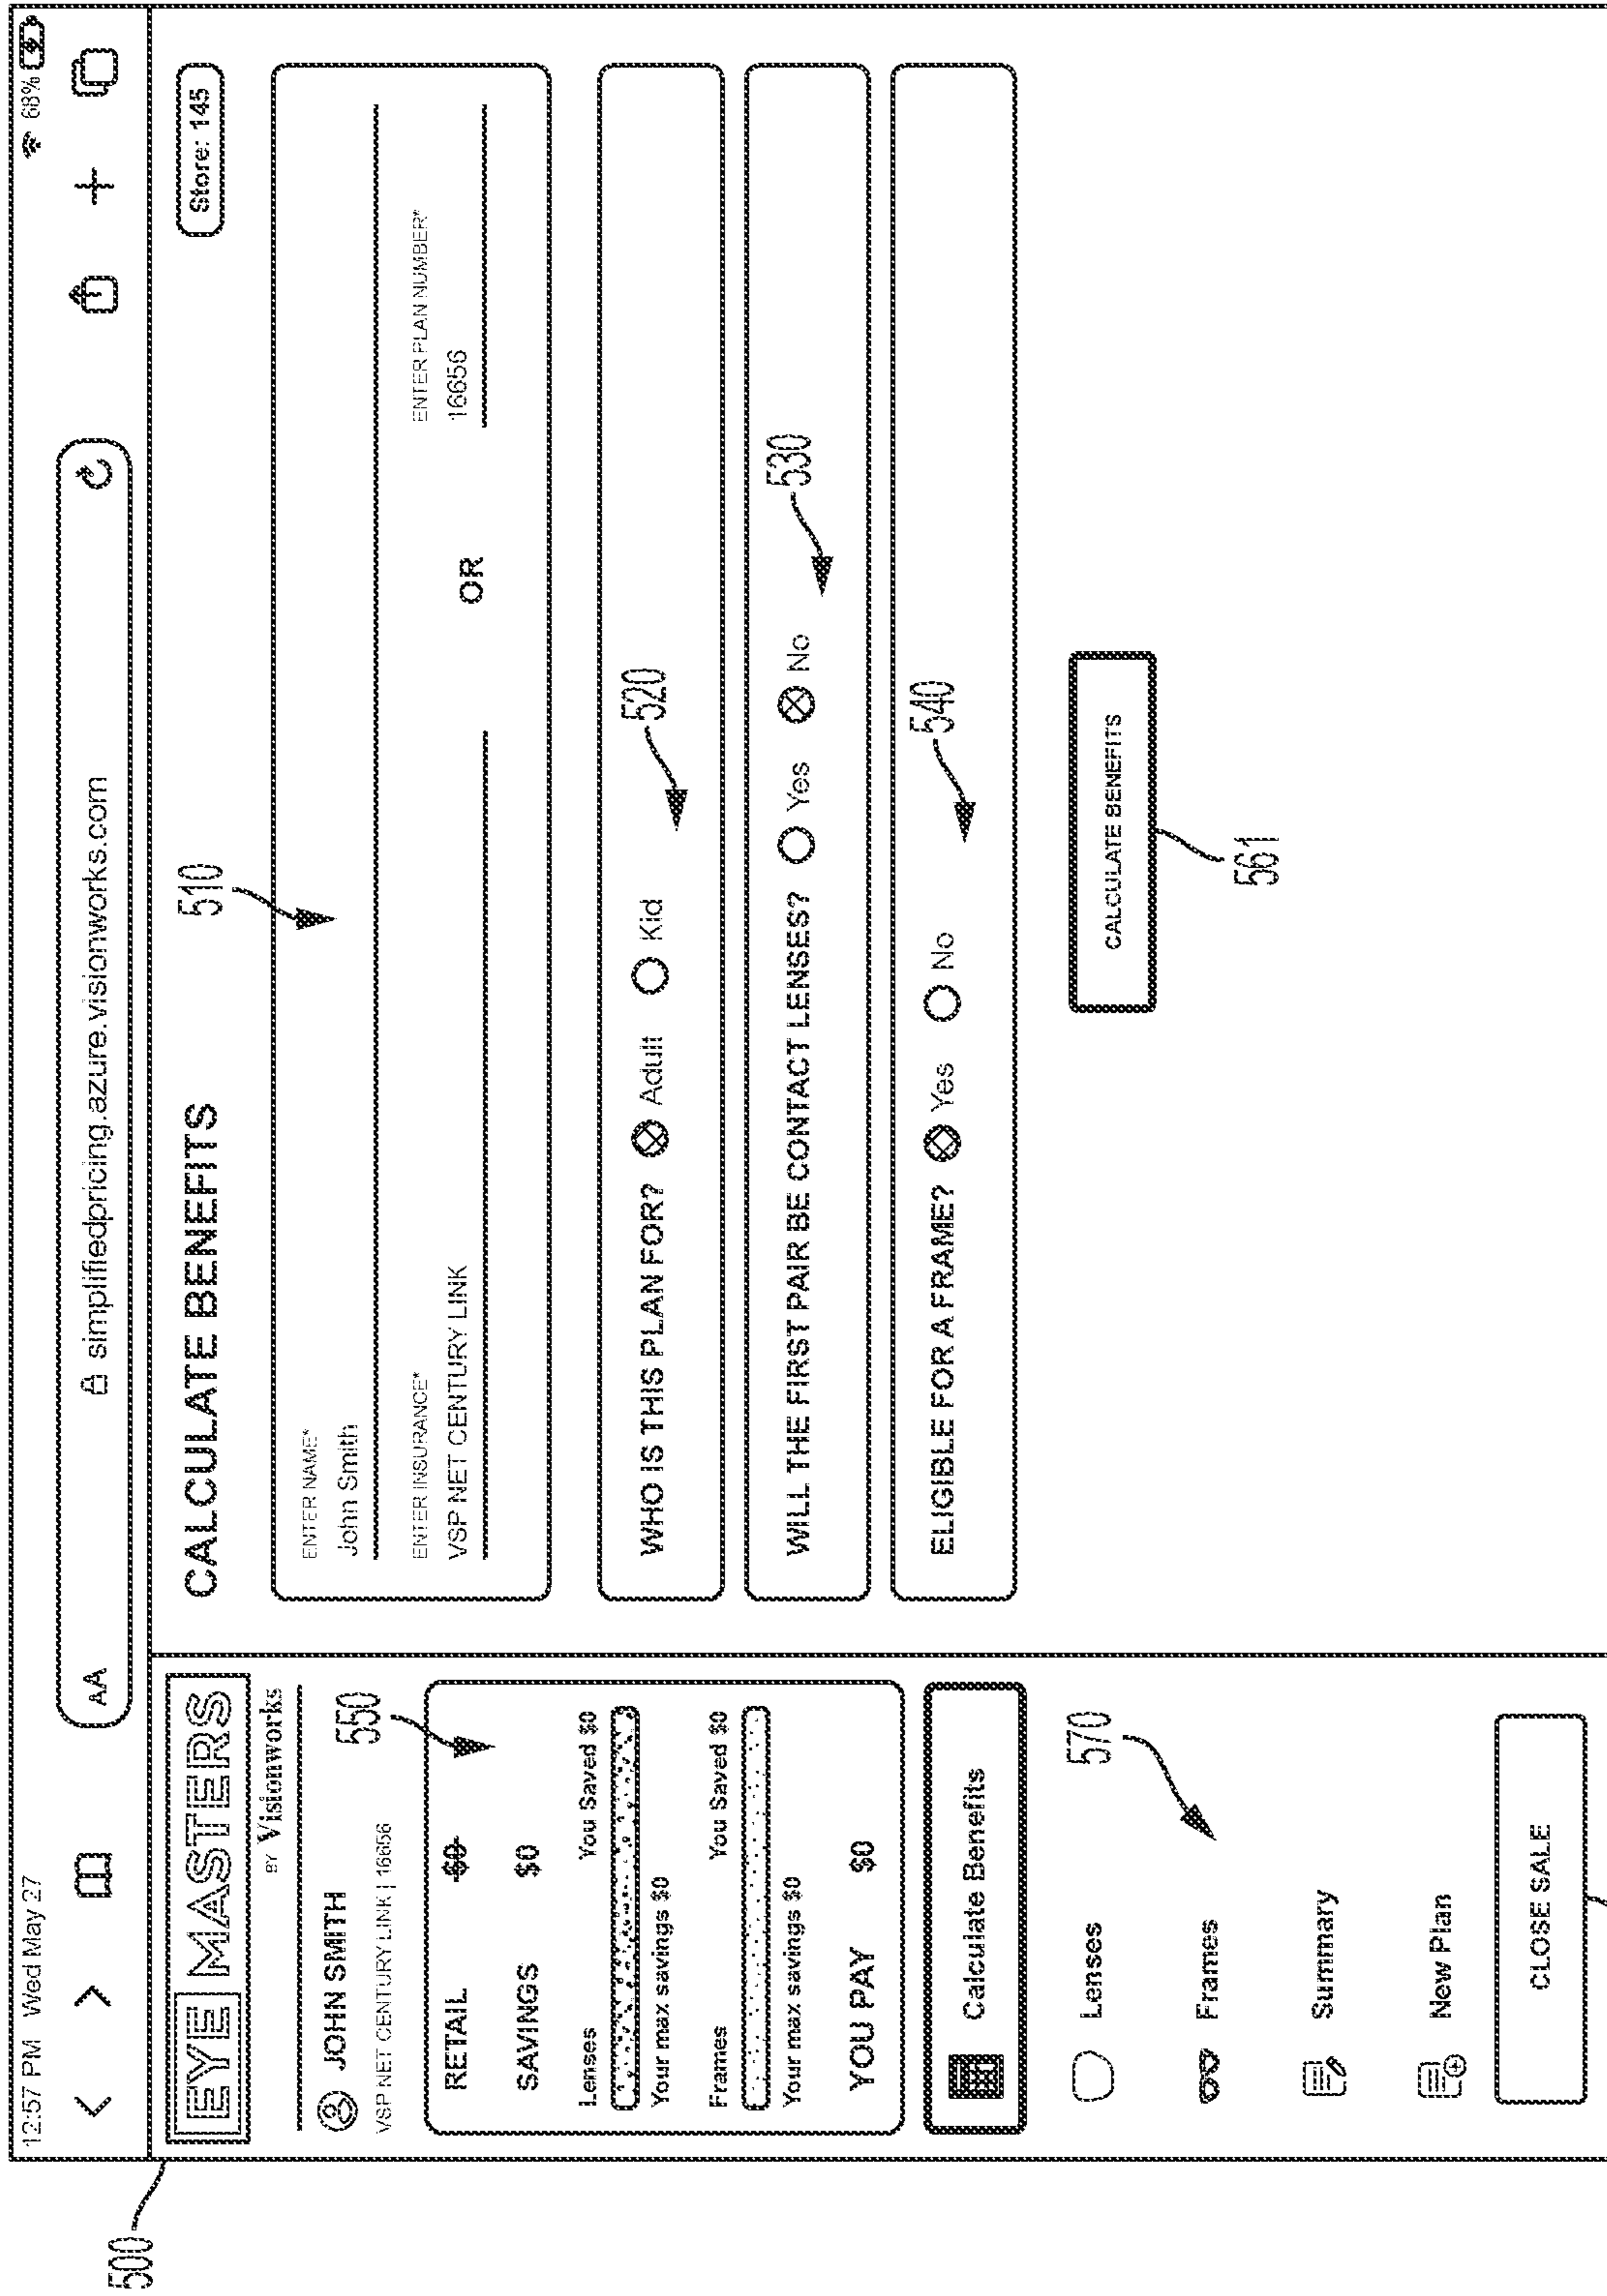 12:57 PM Wed May 27
68%
AA
simplifiedpricing.azure.visionworks.com
500
EYE MASTERS
BY Visionworks
JOHN SMITH
VSP NET CENTURY LINK | 16656
550
RETAIL $0
SAVINGS $0
Lenses You Saved $0
Your max savings $0
Frames You Saved $0
Your max savings $0
YOU PAY $0
Calculate Benefits
570
Lenses
Frames
Summary
New Plan
CLOSE SALE
CALCULATE BENEFITS
510
Store: 145
ENTER NAME*
John Smith
ENTER INSURANCE*
VSP NET CENTURY LINK
OR
ENTER PLAN NUMBER*
16656
520
WHO IS THIS PLAN FOR? Adult Kid
530
WILL THE FIRST PAIR BE CONTACT LENSES? Yes No
540
ELIGIBLE FOR A FRAME? Yes No
CALCULATE BENEFITS
561